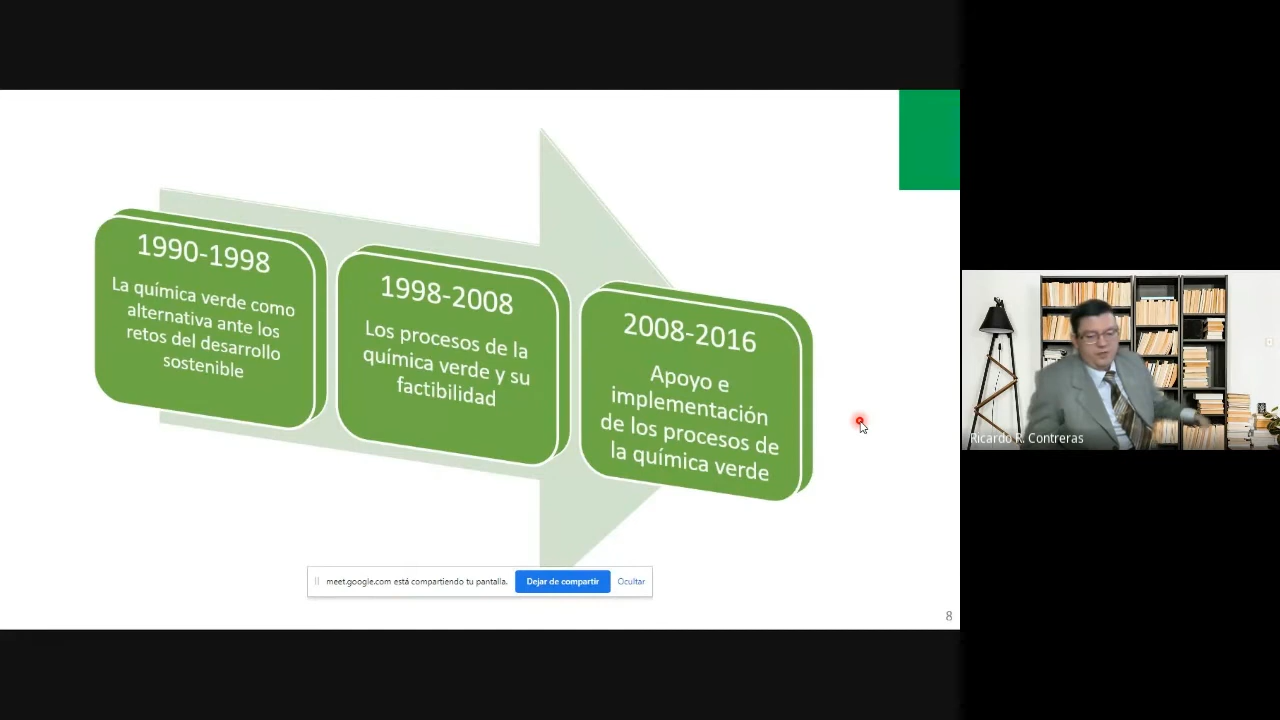 1990-1998
La química verde como
alternativa ante los
retos del desarrollo
sostenible
1998-2008
Los procesos de la
química verde y su
factibilidad
2008-2016
Apoyo e
implementación
de los procesos de
la química verde
meet.google.com está compartiendo tu pantalla.
Dejar de compartir
Ocultar
8
Ricardo R. Contreras